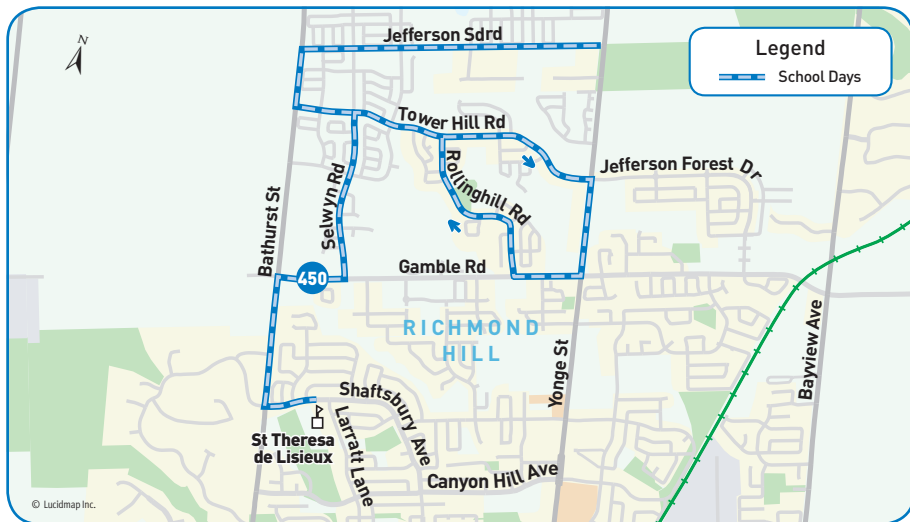 N
Jefferson Sdrd
Legend
School Days
Tower Hill Rd
Rollinghill Rd
Jefferson Forest Dr
Bathurst St
Selwyn Rd
450
Gamble Rd
RICHMOND
HILL
Yonge St
Bayview Ave
Shaftsbury Ave
St Theresa
de Lisieux
Larratt Lane
Canyon Hill Ave
© Lucidmap Inc.